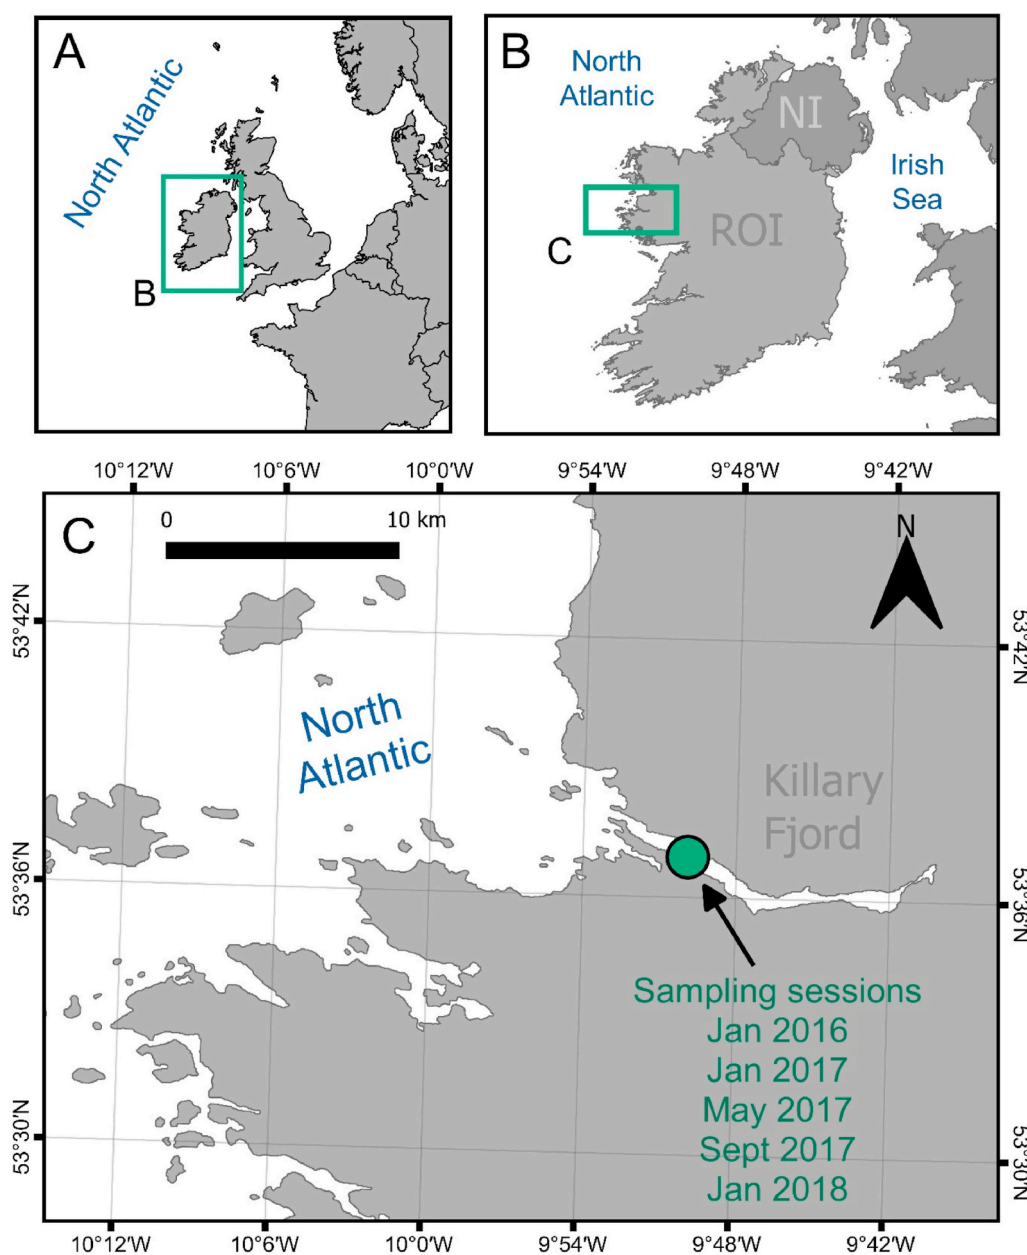 A
North Atlantic
B
B
North
Atlantic
NI
Irish
Sea
ROI
C
10°12'W 10°6'W 10°00'W 9°54'W 9°48'W 9°42'W
C
0 10 km
N
53°42'N
53°42'N
North
Atlantic
Killary
Fjord
53°36'N
53°36'N
Sampling sessions
Jan 2016
Jan 2017
May 2017
Sept 2017
Jan 2018
53°30'N
53°30'N
10°12'W 10°6'W 10°00'W 9°54'W 9°48'W 9°42'W